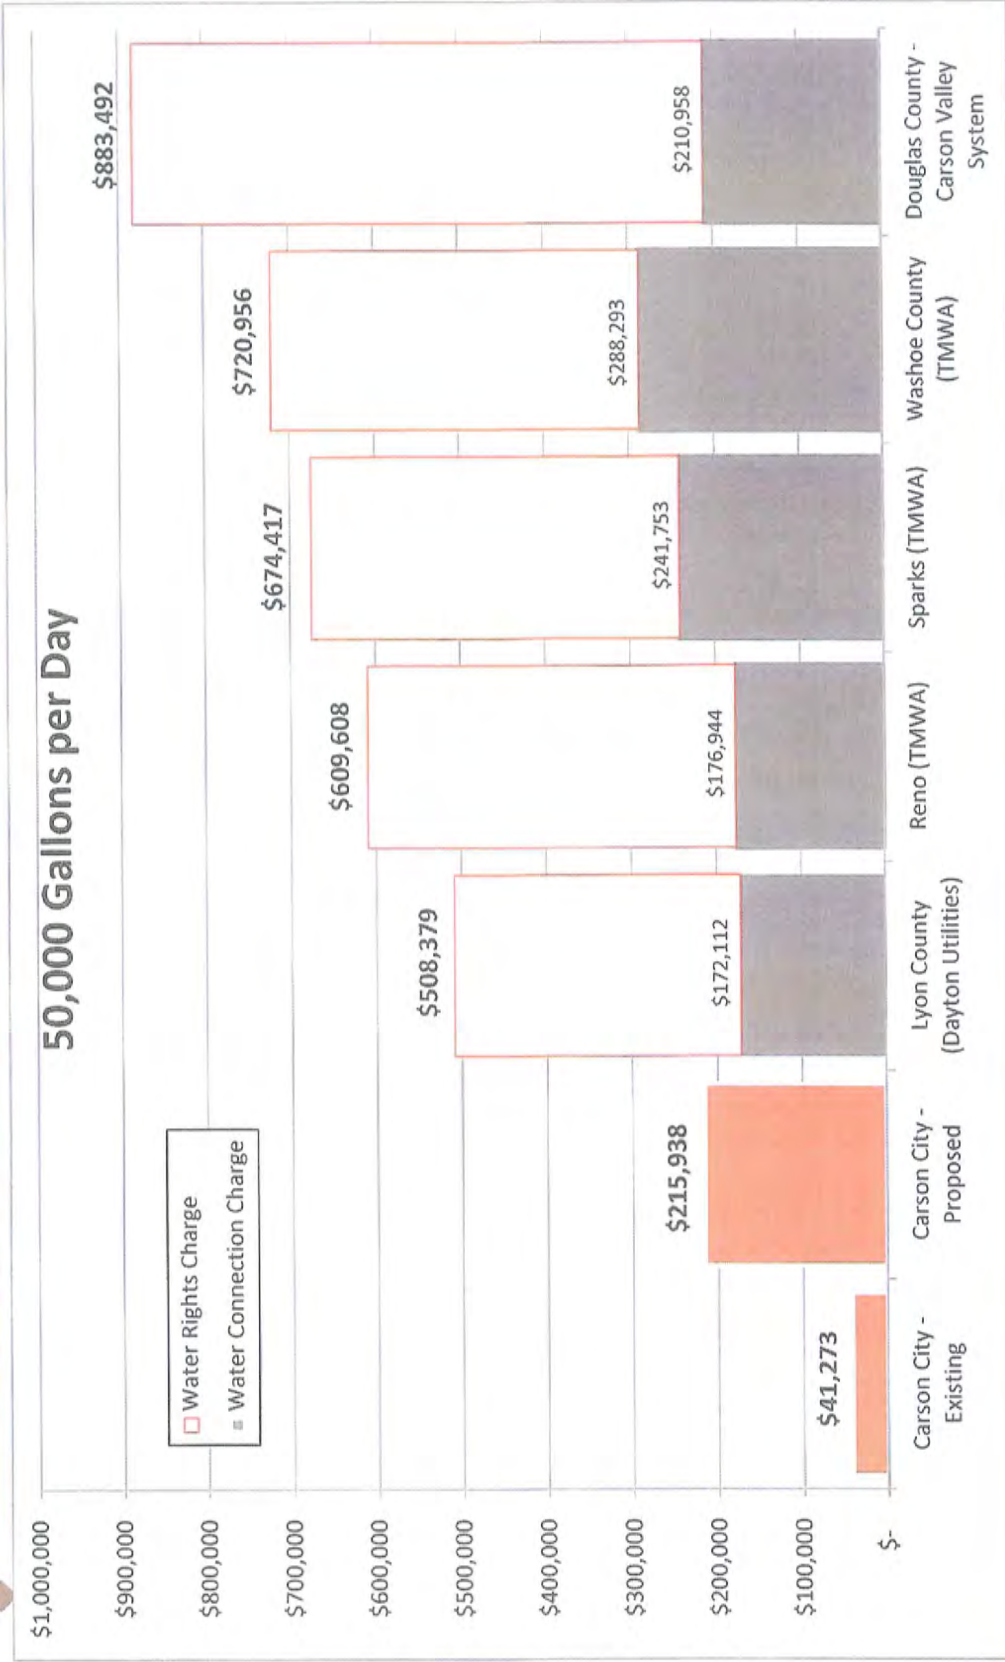 50,000 Gallons per Day
$1,000,000
$900,000
$800,000
$700,000
$600,000
$500,000
$400,000
$300,000
$200,000
$100,000
$-
Water Rights Charge
Water Connection Charge
$41,273
$215,938
$508,379
$172,112
$609,608
$176,944
$674,417
$241,753
$720,956
$288,293
$883,492
$210,958
Carson City -
Existing
Carson City -
Proposed
Lyon County
(Dayton Utilities)
Reno (TMWA)
Sparks (TMWA)
Washoe County
(TMWA)
Douglas County -
Carson Valley
System